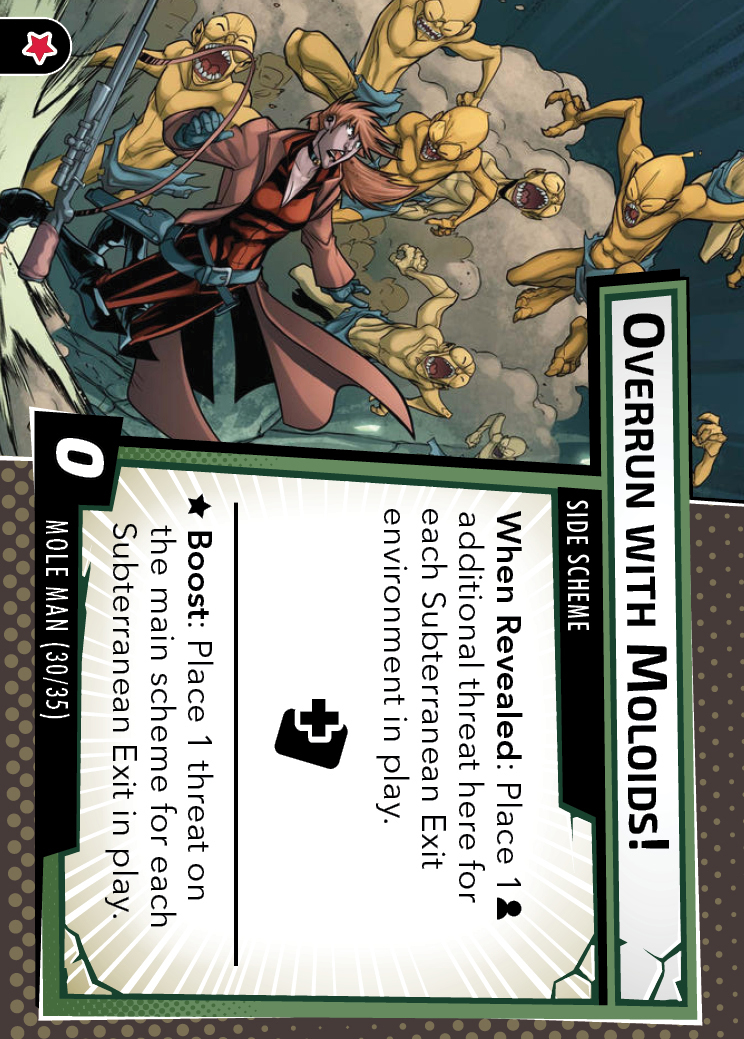 OVERRUN WITH MOLOIDS!
SIDE SCHEME
When Revealed: Place 1
additional threat here for
each Subterranean Exit
environment in play.
★ Boost: Place 1 threat on
the main scheme for each
Subterranean Exit in play.
0
MOLE MAN (30/35)